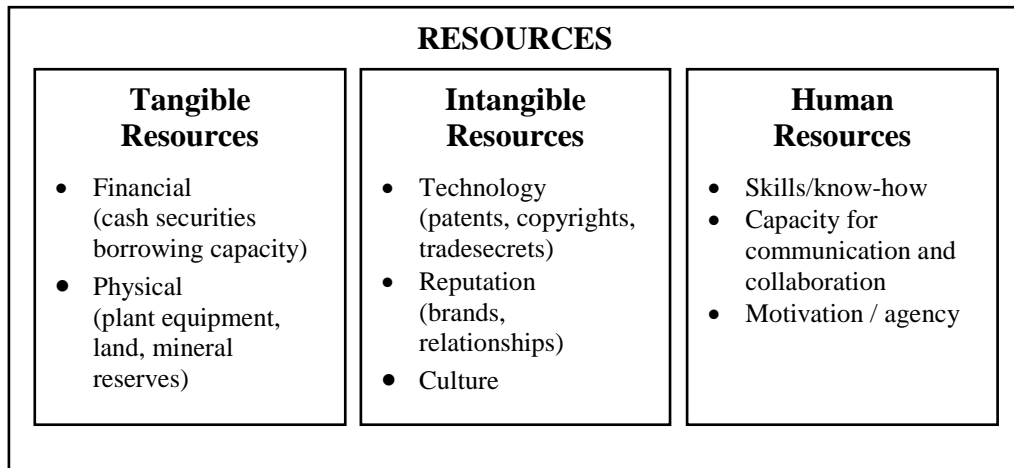 RESOURCES
Tangible
Resources
• Financial
(cash securities
borrowing capacity)
• Physical
(plant equipment,
land, mineral
reserves)
Intangible
Resources
• Technology
(patents, copyrights,
tradesecrets)
• Reputation
(brands,
relationships)
• Culture
Human
Resources
• Skills/know-how
• Capacity for
communication and
collaboration
• Motivation / agency